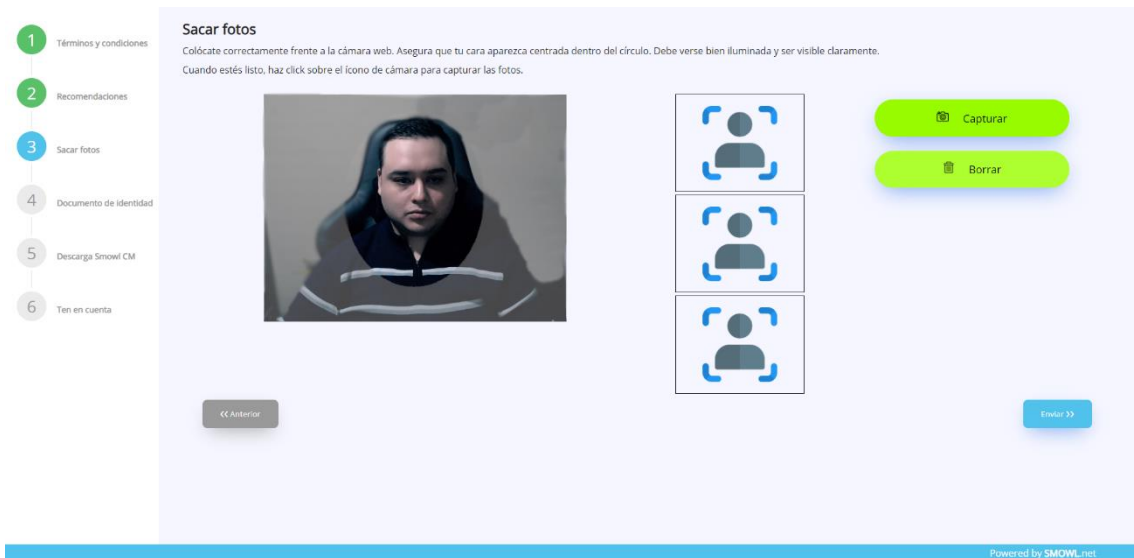 1 Términos y condiciones
2 Recomendaciones
3 Sacar fotos
4 Documento de identidad
5 Descarga Smowl CM
6 Ten en cuenta
Sacar fotos
Colócate correctamente frente a la cámara web. Asegura que tu cara aparezca centrada dentro del círculo. Debe verse bien iluminada y ser visible claramente.
Cuando estés listo, haz click sobre el ícono de cámara para capturar las fotos.
Capturar
Borrar
<< Anterior
Enviar >>
Powered by SMOWL.net